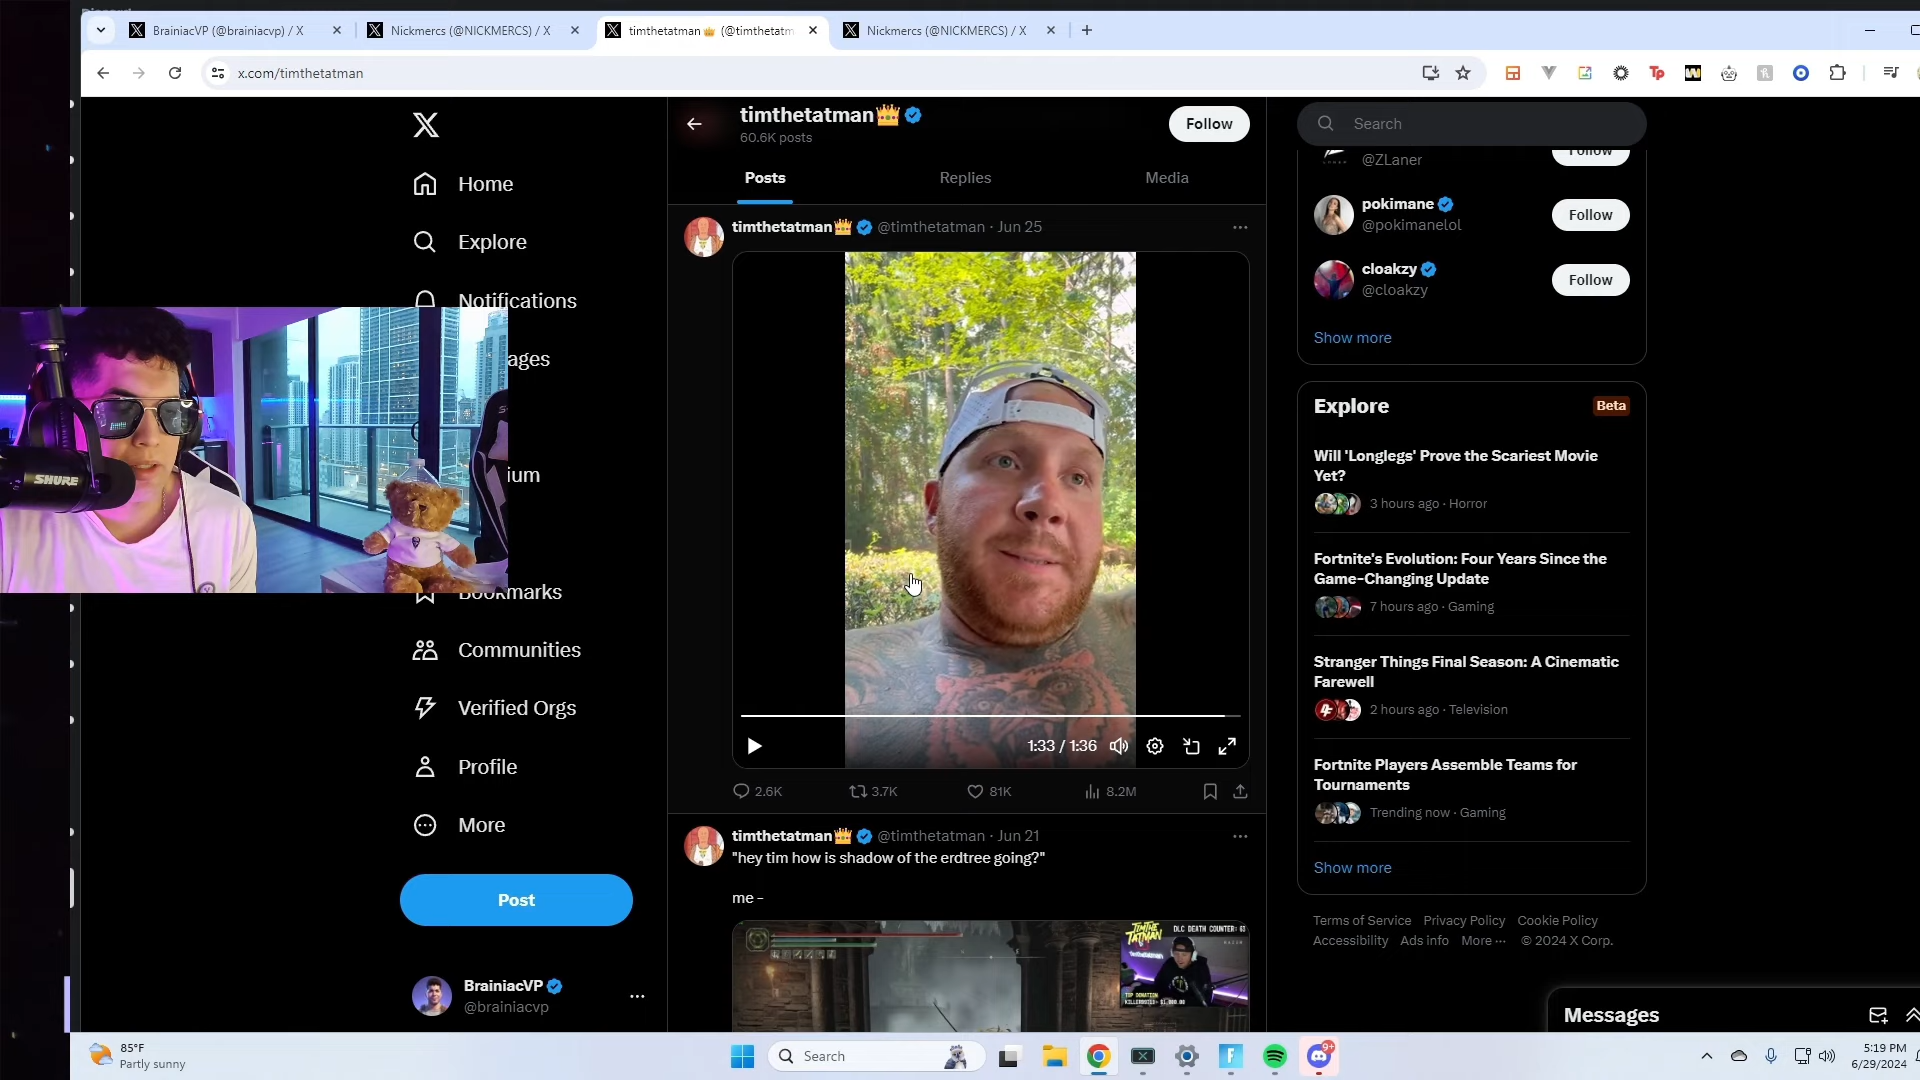 BrainiacVP (@brainiacvp) / X
Nickmercs (@NICKMERCS) / X
timthetatman👑 (@timthetatm
Nickmercs (@NICKMERCS) / X
x.com/timthetatman
Home
Explore
Notifications
ages
ium
Bookmarks
Communities
Verified Orgs
Profile
More
Post
BrainiacVP
@brainiacvp
SHURE
timthetatman👑
60.6K posts
Follow
Posts
Replies
Media
timthetatman👑 @timthetatman · Jun 25
1:33 / 1:36
2.6K
3.7K
81K
8.2M
timthetatman👑 @timthetatman · Jun 21
"hey tim how is shadow of the erdtree going?"
me -
TIMTHE
TATMAN
DLC DEATH COUNTER: 63
Search
@ZLaner
Follow
pokimane
@pokimanelol
Follow
cloakzy
@cloakzy
Follow
Show more
Explore
Beta
Will 'Longlegs' Prove the Scariest Movie
Yet?
3 hours ago · Horror
Fortnite's Evolution: Four Years Since the
Game-Changing Update
7 hours ago · Gaming
Stranger Things Final Season: A Cinematic
Farewell
2 hours ago · Television
Fortnite Players Assemble Teams for
Tournaments
Trending now · Gaming
Show more
Terms of Service Privacy Policy Cookie Policy
Accessibility Ads info More ··· © 2024 X Corp.
Messages
85°F
Partly sunny
Search
9+
5:19 PM
6/29/2024